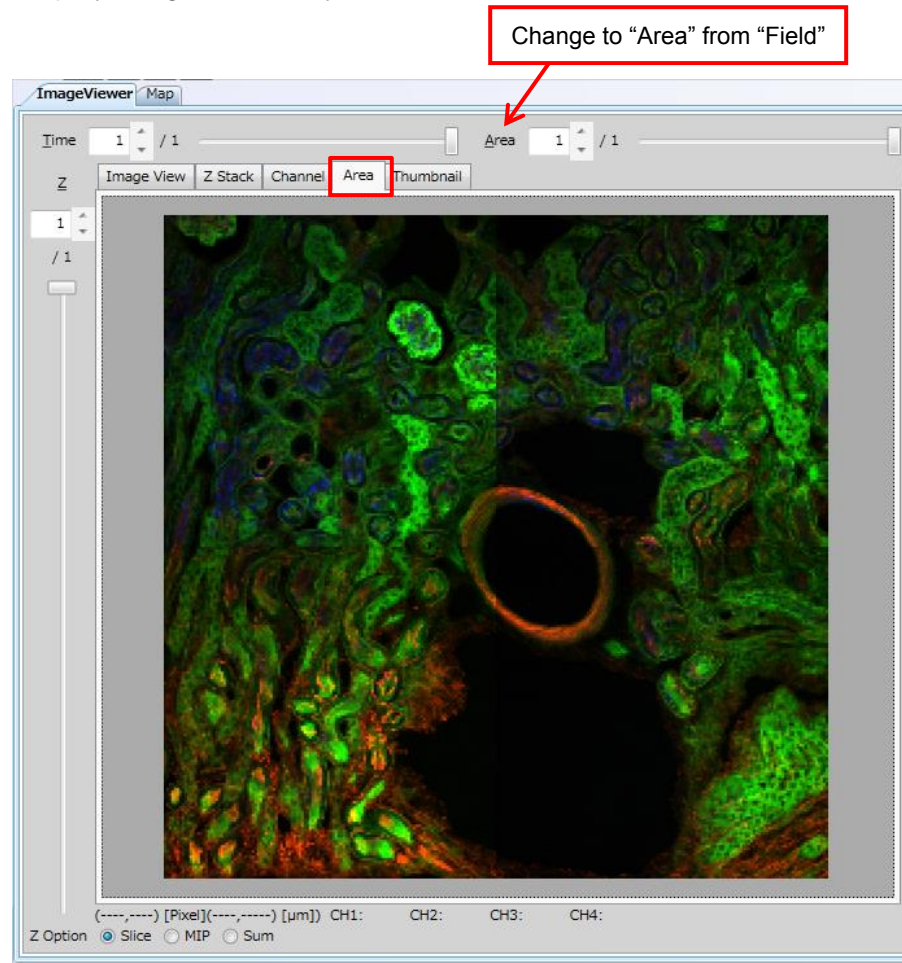 Change to “Area” from “Field”
ImageViewer Map
Time 1 / 1 Area 1 / 1
Z Image View Z Stack Channel Area Thumbnail
1
/ 1
(----,----) [Pixel](----,-----) [µm]) CH1: CH2: CH3: CH4:
Z Option Slice MIP Sum